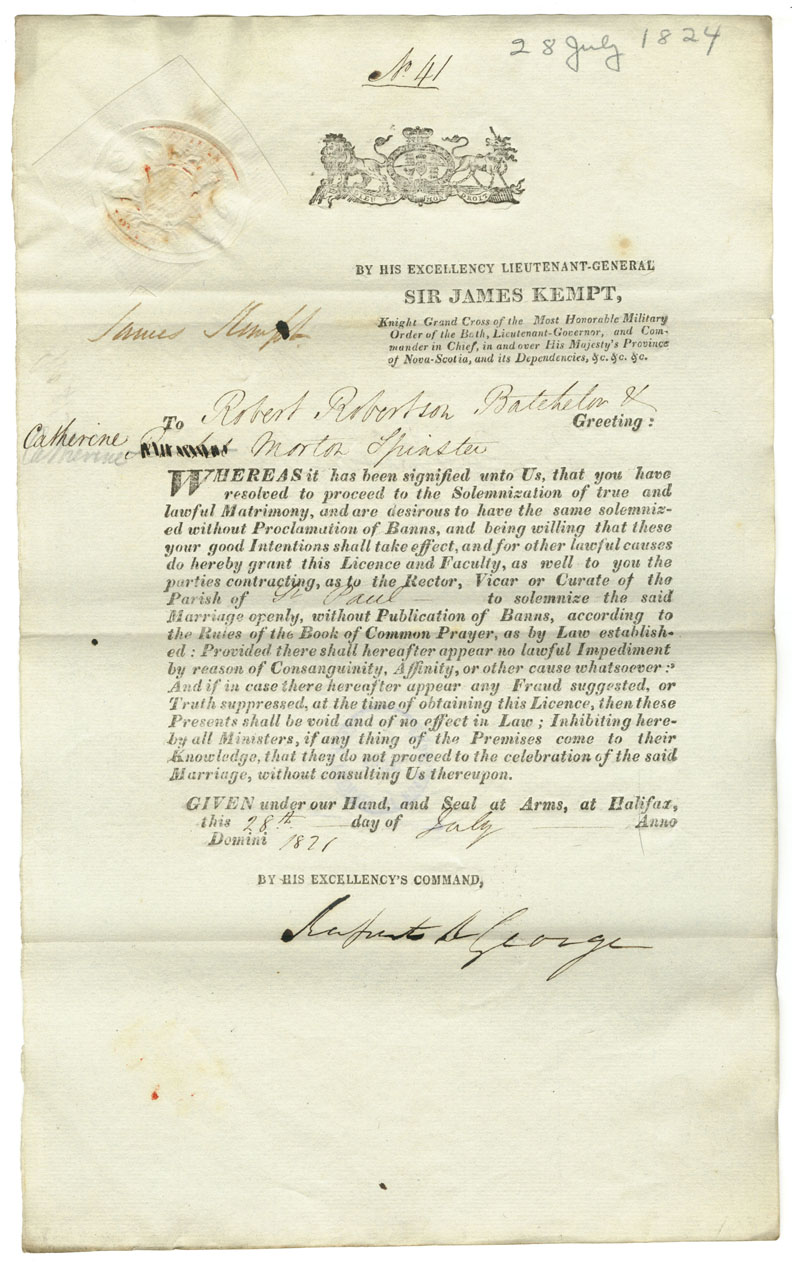 28 July 1824
No 41
DIEU ET MON DROIT
BY HIS EXCELLENCY LIEUTENANT-GENERAL
SIR JAMES KEMPT,
Knight Grand Cross of the Most Honorable Military
Order of the Bath, Lieutenant-Governor, and Com-
mander in Chief, in and over His Majesty's Province
of Nova-Scotia, and its Dependencies, &c. &c. &c.
James Kempt
To Robert Robertson Batchelor &
Greeting:
Catherine Morton Spinster
Catherine
WHEREAS it has been signified unto Us, that you have
resolved to proceed to the Solemnization of true and
lawful Matrimony, and are desirous to have the same solemniz-
ed without Proclamation of Banns, and being willing that these
your good Intentions shall take effect, and for other lawful causes
do hereby grant this Licence and Faculty, as well to you the
parties contracting, as to the Rector, Vicar or Curate of the
Parish of St Paul to solemnize the said
Marriage openly, without Publication of Banns, according to
the Rules of the Book of Common Prayer, as by Law establish-
ed: Provided there shall hereafter appear no lawful Impediment
by reason of Consanguinity, Affinity, or other cause whatsoever:
And if in case there hereafter appear any Fraud suggested, or
Truth suppressed, at the time of obtaining this Licence, then these
Presents shall be void and of no effect in Law; Inhibiting here-
by all Ministers, if any thing of the Premises come to their
Knowledge, that they do not proceed to the celebration of the said
Marriage, without consulting Us thereupon.
GIVEN under our Hand, and Seal at Arms, at Halifax,
this 28th day of July Anno
Domini 1821
BY HIS EXCELLENCY'S COMMAND,
Rupert D George